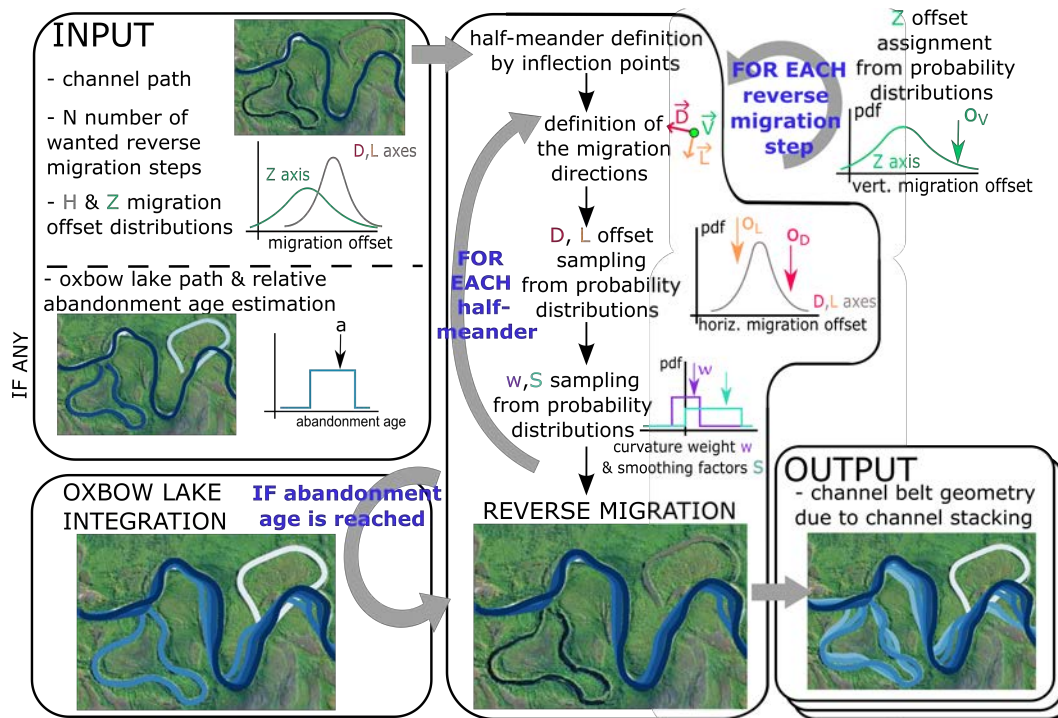 INPUT
- channel path
- N number of
wanted reverse
migration steps
- H & Z migration
offset distributions
D,L axes
Z axis
migration offset
- oxbow lake path & relative
abandonment age estimation
a
abandonment age
IF ANY
OXBOW LAKE
INTEGRATION
IF abandonment
age is reached
half-meander definition
by inflection points
definition of
the migration
directions
D
V
L
D, L offset
sampling
from probability
distributions
FOR
EACH
half-
meander
pdf
OL
OD
D,L axes
horiz. migration offset
w,S sampling
from probability
distributions
pdf
w
curvature weight w
& smoothing factors S
REVERSE MIGRATION
FOR EACH
reverse
migration
step
Z offset
assignment
from probability
distributions
pdf
OV
Z axis
vert. migration offset
OUTPUT
- channel belt geometry
due to channel stacking